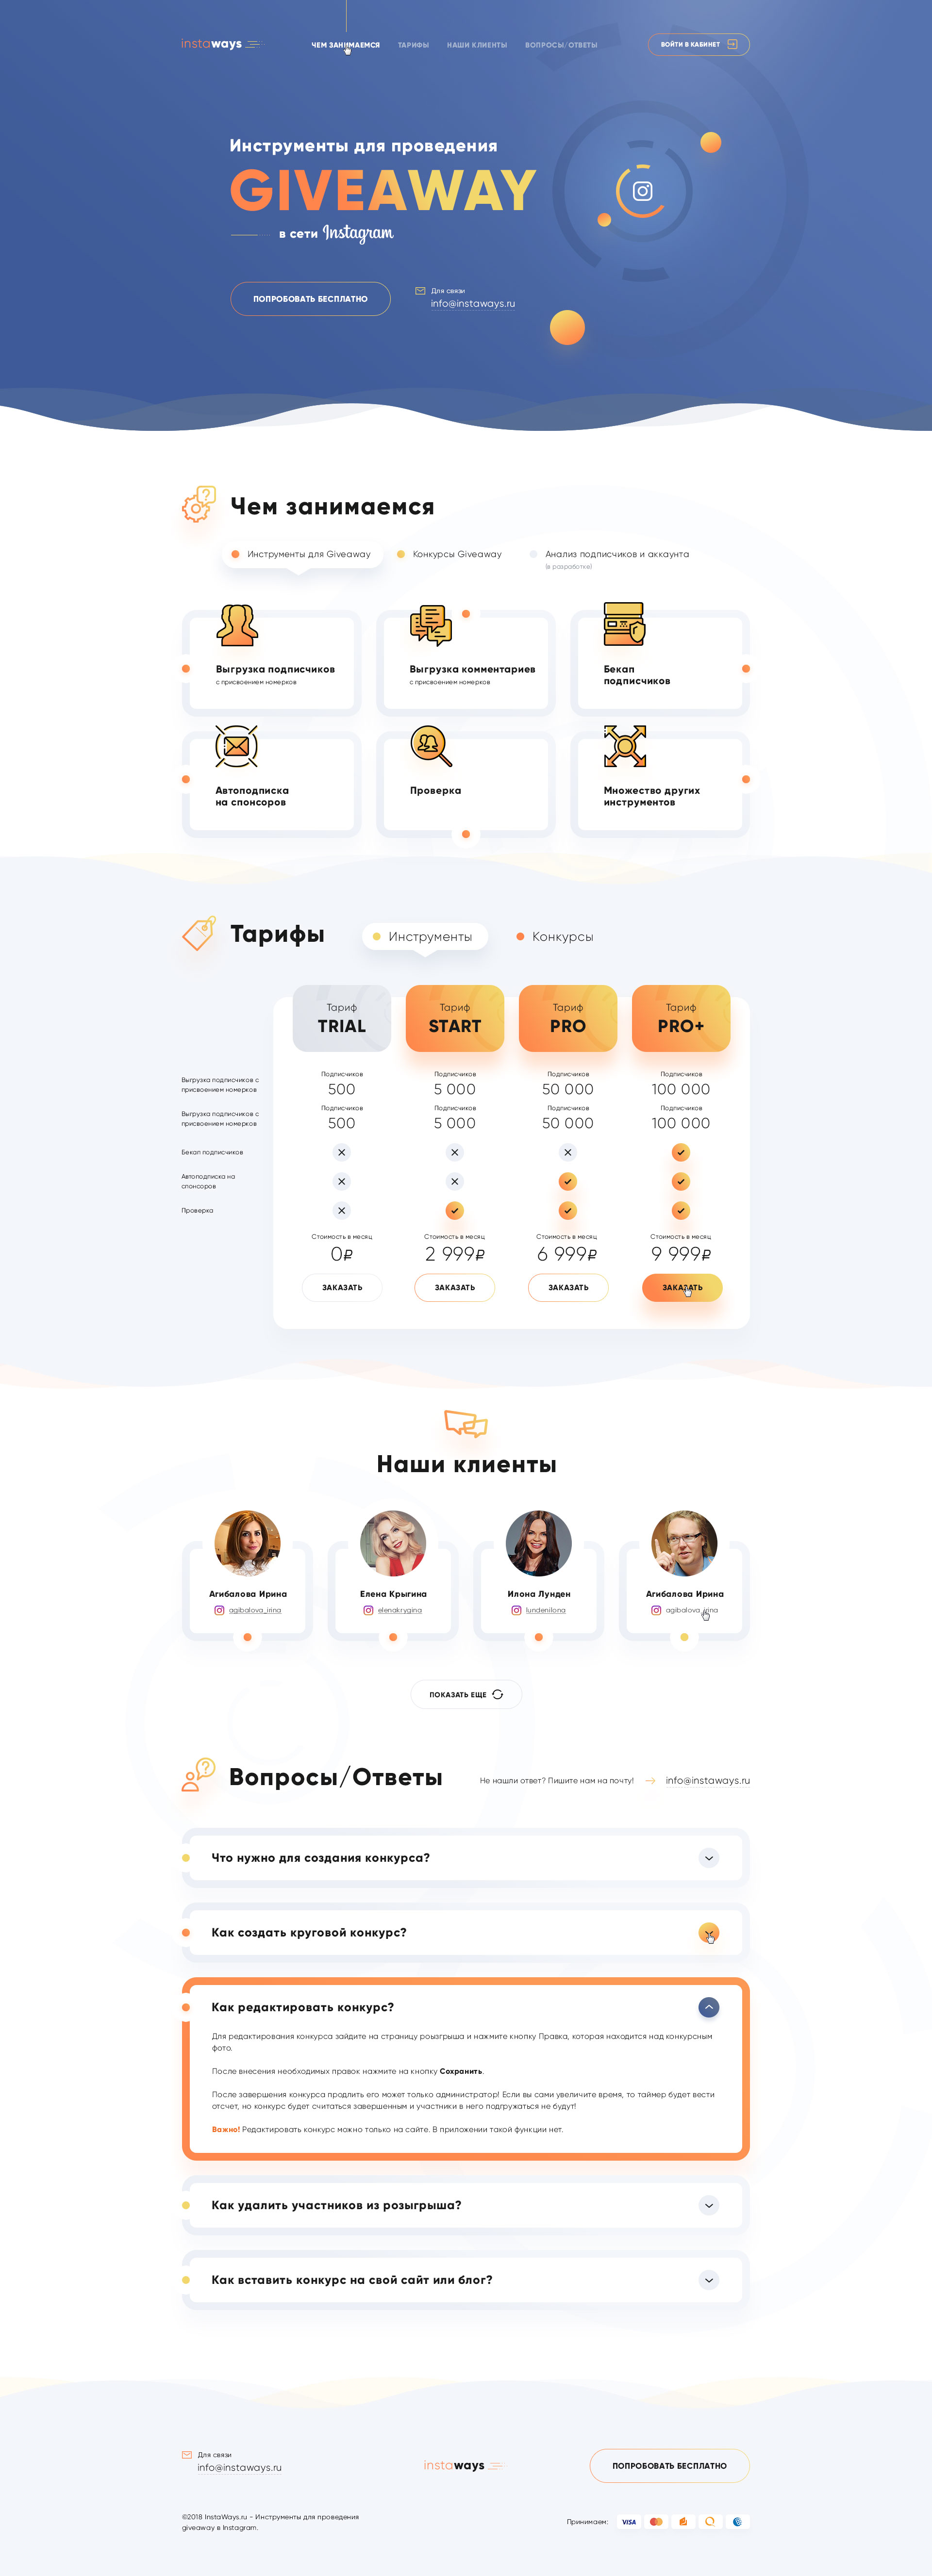 instaways
ЧЕМ ЗАНИМАЕМСЯ
ТАРИФЫ
НАШИ КЛИЕНТЫ
ВОПРОСЫ/ОТВЕТЫ
ВОЙТИ В КАБИНЕТ
Инструменты для проведения
GIVEAWAY
в сети Instagram
ПОПРОБОВАТЬ БЕСПЛАТНО
Для связи
info@instaways.ru
Чем занимаемся
Инструменты для Giveaway
Конкурсы Giveaway
Анализ подписчиков и аккаунта
(в разработке)
Выгрузка подписчиков
с присвоением номерков
Выгрузка комментариев
с присвоением номерков
Бекап
подписчиков
Автоподписка
на спонсоров
Проверка
Множество других
инструментов
Тарифы
Инструменты
Конкурсы
Тариф
TRIAL
Тариф
START
Тариф
PRO
Тариф
PRO+
Выгрузка подписчиков с
присвоением номерков
Подписчиков
500
Подписчиков
5 000
Подписчиков
50 000
Подписчиков
100 000
Выгрузка подписчиков с
присвоением номерков
Подписчиков
500
Подписчиков
5 000
Подписчиков
50 000
Подписчиков
100 000
Бекап подписчиков
Автоподписка на
спонсоров
Проверка
Стоимость в месяц
0₽
Стоимость в месяц
2 999₽
Стоимость в месяц
6 999₽
Стоимость в месяц
9 999₽
ЗАКАЗАТЬ
ЗАКАЗАТЬ
ЗАКАЗАТЬ
ЗАКАЗАТЬ
Наши клиенты
Агибалова Ирина
agibalova_irina
Елена Крыгина
elenakrygina
Илона Лунден
lundenilona
Агибалова Ирина
agibalova_irina
ПОКАЗАТЬ ЕЩЕ
Вопросы/Ответы
Не нашли ответ? Пишите нам на почту!
info@instaways.ru
Что нужно для создания конкурса?
Как создать круговой конкурс?
Как редактировать конкурс?
Для редактирования конкурса зайдите на страницу роызгрыша и нажмите кнопку Правка, которая находится над конкурсным
фото.
После внесения необходимых правок нажмите на кнопку Сохранить.
После завершения конкурса продлить его может только администратор! Если вы сами увеличите время, то таймер будет вести
отсчет, но конкурс будет считаться завершенным и участники в него подгружаться не будут!
Важно! Редактировать конкурс можно только на сайте. В приложении такой функции нет.
Как удалить участников из розыгрыша?
Как вставить конкурс на свой сайт или блог?
Для связи
info@instaways.ru
instaways
ПОПРОБОВАТЬ БЕСПЛАТНО
©2018 InstaWays.ru - Инструменты для проведения
giveaway в Instagram.
Принимаем:
VISA